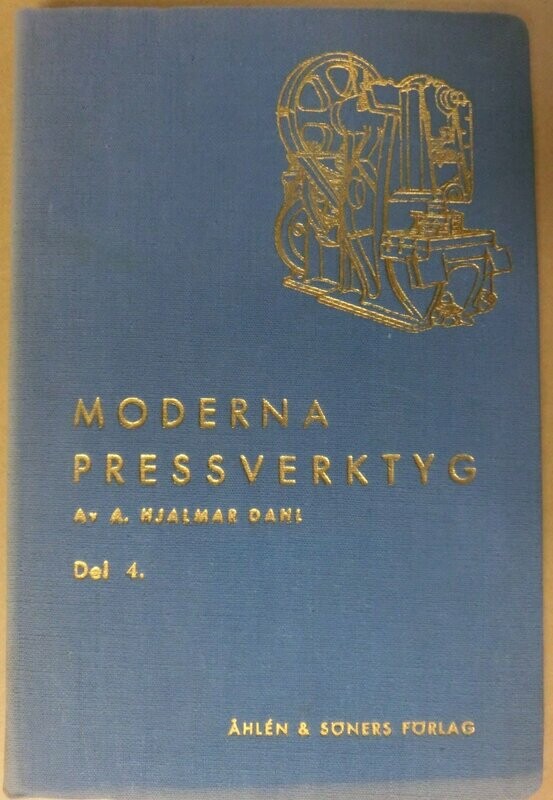 MODERNA
PRESSVERKTYG
Av A. HJALMAR DAHL
Del 4.
ÅHLÉN & SÖNERS FÖRLAG